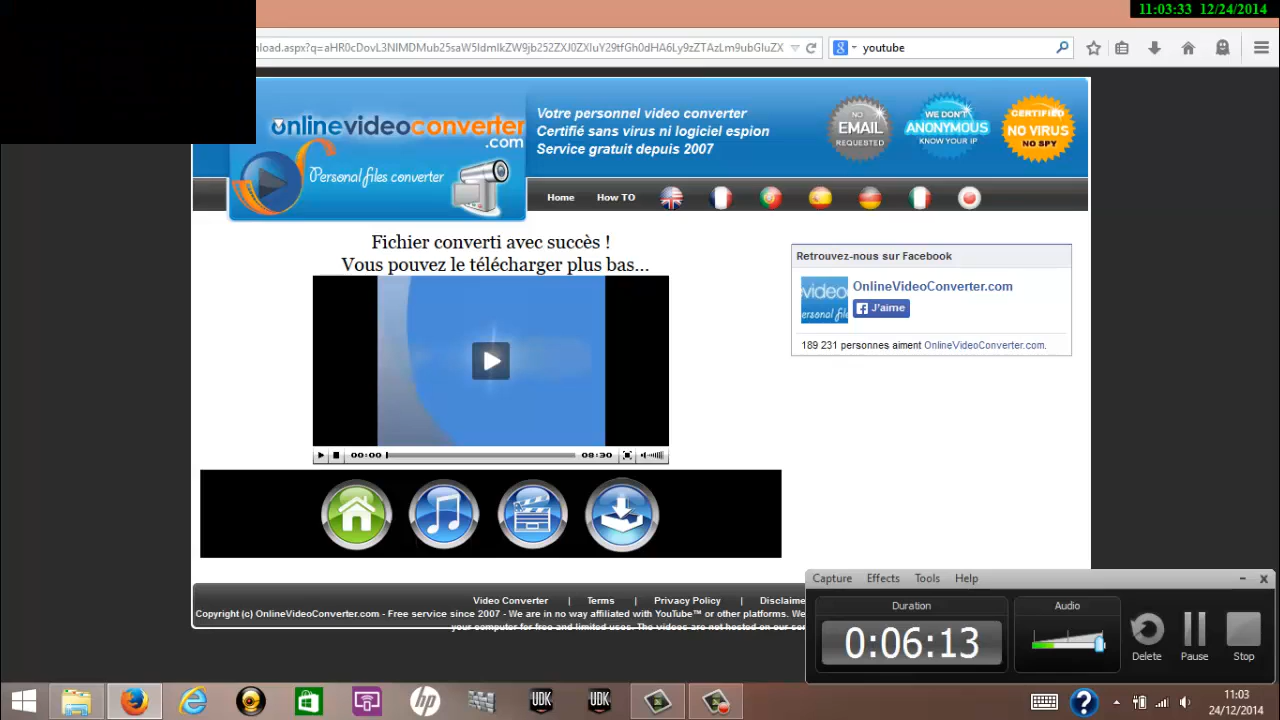 11:03:33 12/24/2014
youtube
onlinevideoconverter
.com
Personal files converter
Votre personnel video converter
Certifié sans virus ni logiciel espion
Service gratuit depuis 2007
NO
EMAIL
REQUESTED
WE DON'T
ANONYMOUS
KNOW YOUR IP
CERTIFIED
NO VIRUS
NO SPY
Home
How TO
Fichier converti avec succès !
Vous pouvez le télécharger plus bas...
00:00
08:30
Retrouvez-nous sur Facebook
OnlineVideoConverter.com
J'aime
189 231 personnes aiment OnlineVideoConverter.com.
Video Converter | Terms | Privacy Policy | Disclaime
Copyright (c) OnlineVideoConverter.com - Free service since 2007 - We are in no way affiliated with YouTube™ or other platforms. We
your computer for free and limited uses. The videos are not hosted on our ser
Capture Effects Tools Help
Duration
0:06:13
Audio
Delete
Pause
Stop
hp
UDK
UDK
11:03
24/12/2014